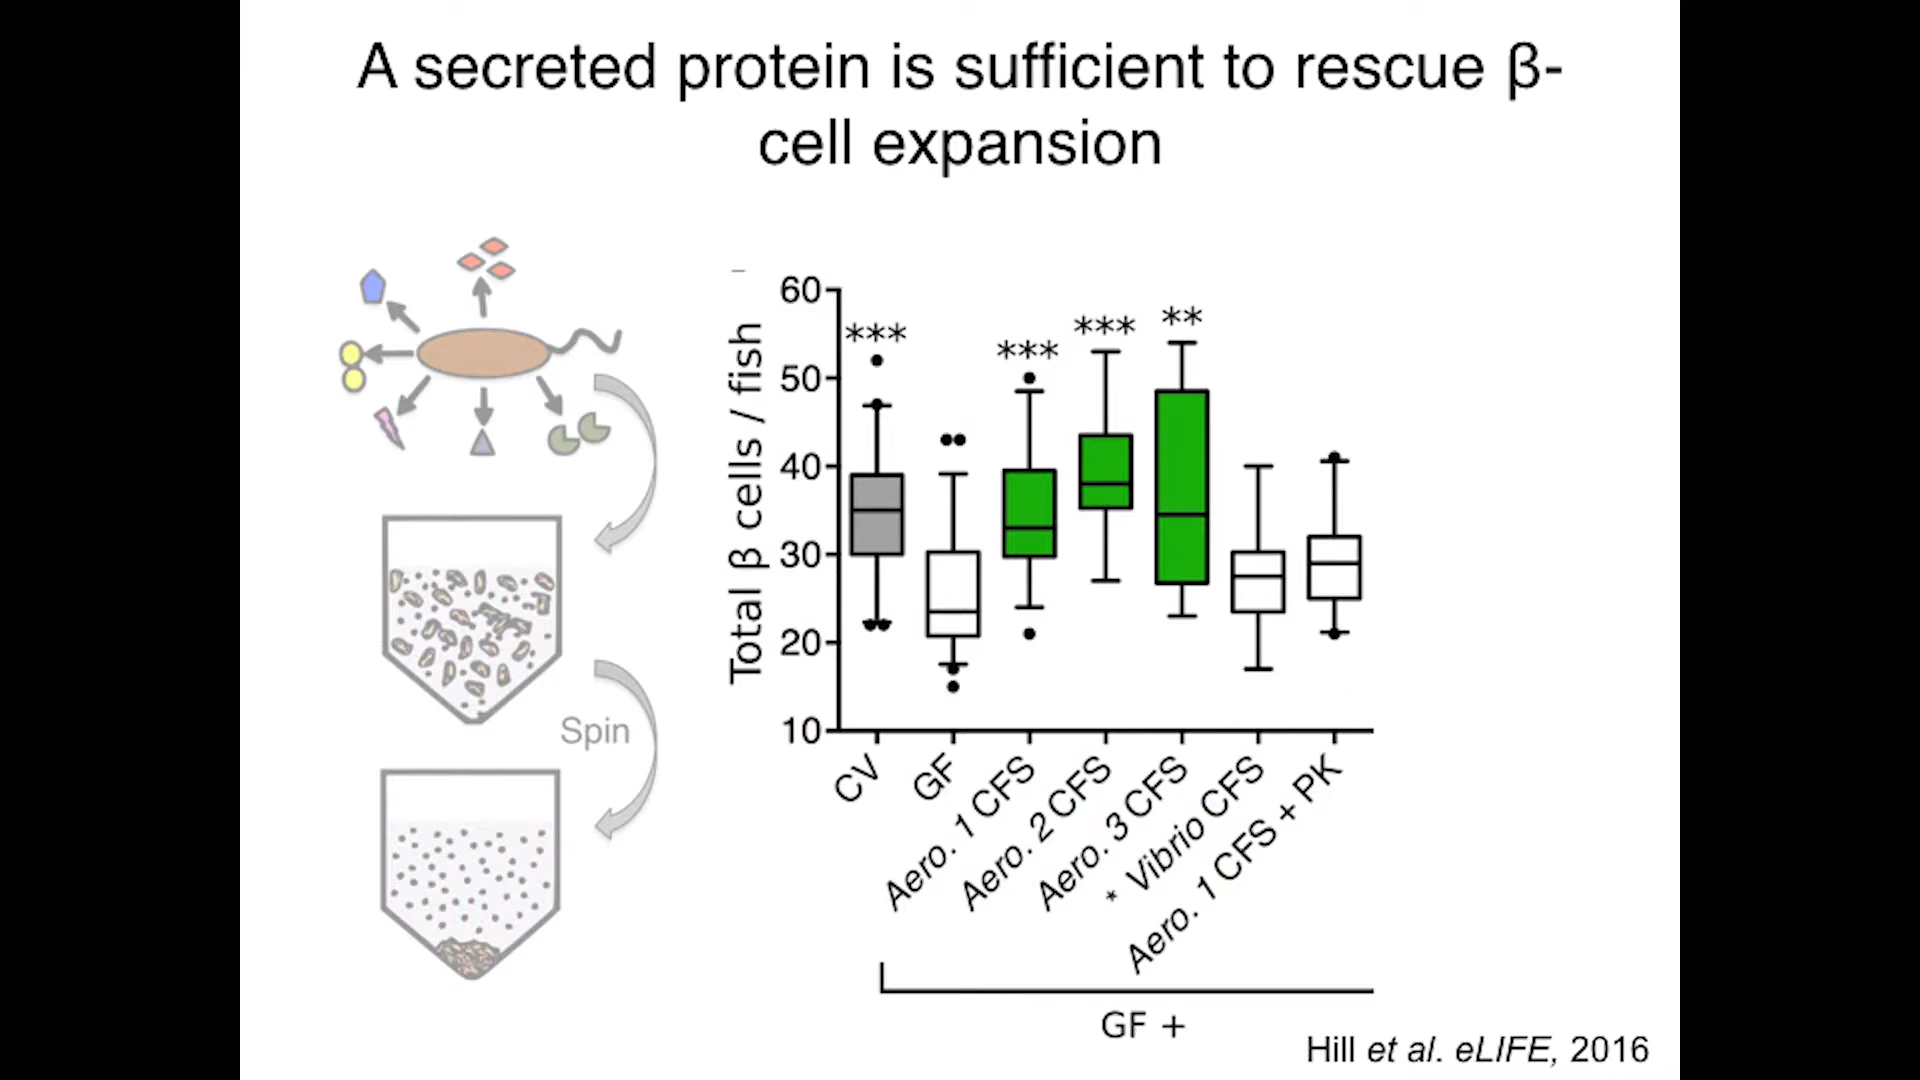 A secreted protein is sufficient to rescue β-
cell expansion
Spin
Total β cells / fish
60
50
40
30
20
10
***
***
***
**
CV
GF
Aero. 1 CFS
Aero. 2 CFS
Aero. 3 CFS
* Vibrio CFS
Aero. 1 CFS + PK
GF +
Hill et al. eLIFE, 2016